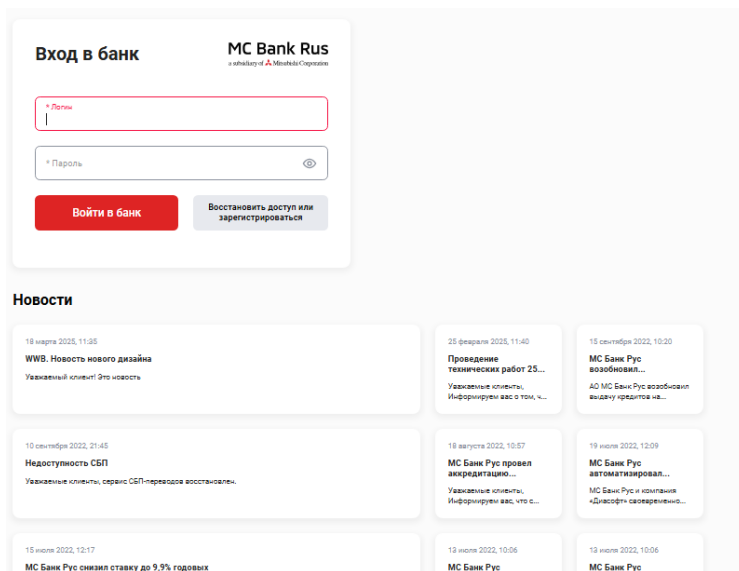 Вход в банк
MC Bank Rus
a subsidiary of Mitsubishi Corporation
* Логин
* Пароль
Войти в банк
Восстановить доступ или
зарегистрироваться
Новости
18 марта 2025, 11:35
WWB. Новость нового дизайна
Уважаемый клиент! Это новость
25 февраля 2025, 11:40
Проведение
технических работ 25...
Уважаемые клиенты,
Информируем вас о том, ч...
15 сентября 2022, 10:20
МС Банк Рус
возобновил...
АО МС Банк Рус возобновил
выдачу кредитов на...
10 сентября 2022, 21:45
Недоступность СБП
Уважаемые клиенты, сервис СБП-переводов восстановлен.
18 августа 2022, 10:57
МС Банк Рус провел
аккредитацию...
Уважаемые клиенты,
Информируем вас, что с...
19 июля 2022, 12:09
МС Банк Рус
автоматизировал...
МС Банк Рус и компания
«Диасофт» своевременно...
15 июля 2022, 12:17
МС Банк Рус снизил ставку до 9,9% годовых
13 июля 2022, 10:06
МС Банк Рус
13 июля 2022, 10:06
МС Банк Рус